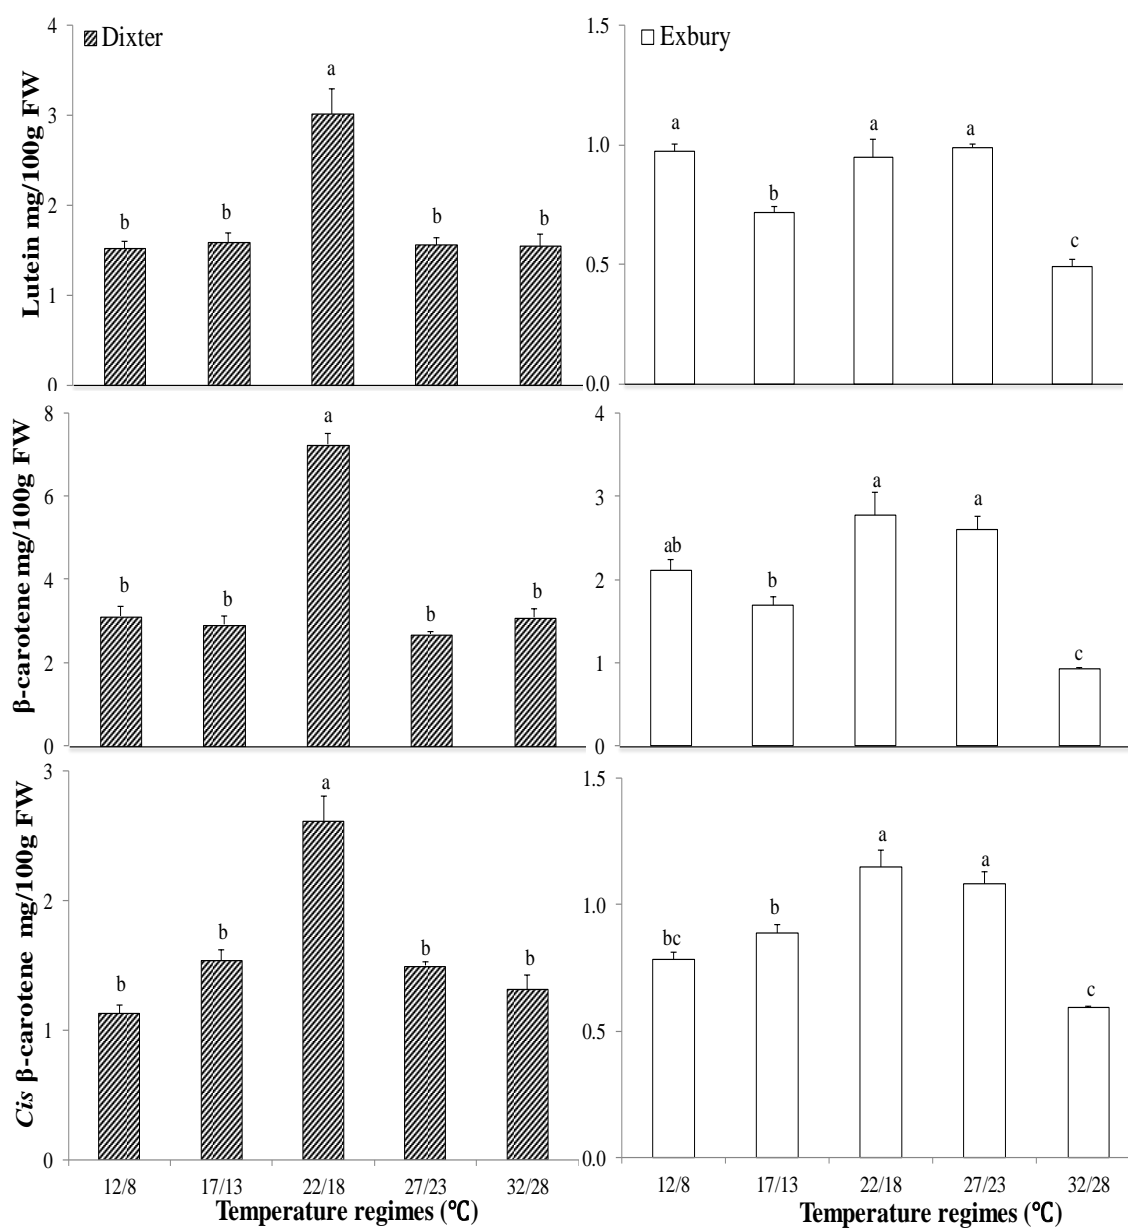 Dixter
Lutein mg/100g FW
4
3
2
1
0
b
b
a
b
b
Exbury
1.5
1.0
0.5
0.0
a
b
a
a
c
β-carotene mg/100g FW
8
6
4
2
0
b
b
a
b
b
4
3
2
1
0
ab
b
a
a
c
Cis β-carotene mg/100g FW
3
2
1
0
b
b
a
b
b
12/8 17/13 22/18 27/23 32/28
Temperature regimes (℃)
1.5
1.0
0.5
0.0
bc
b
a
a
c
12/8 17/13 22/18 27/23 32/28
Temperature regimes (℃)